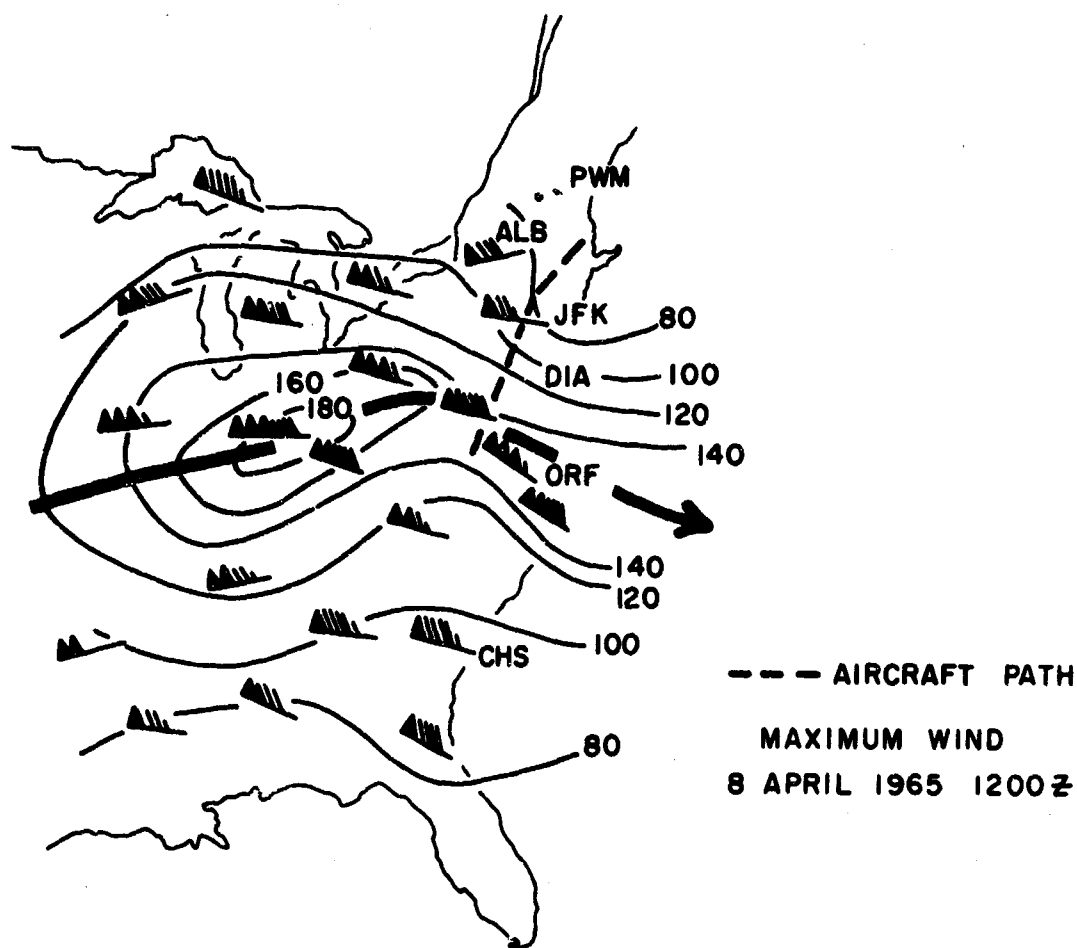 PWM
ALB
JFK
80
DIA
100
120
160
180
140
ORF
140
120
100
CHS
--- AIRCRAFT PATH
80
MAXIMUM WIND
8 APRIL 1965 1200Z